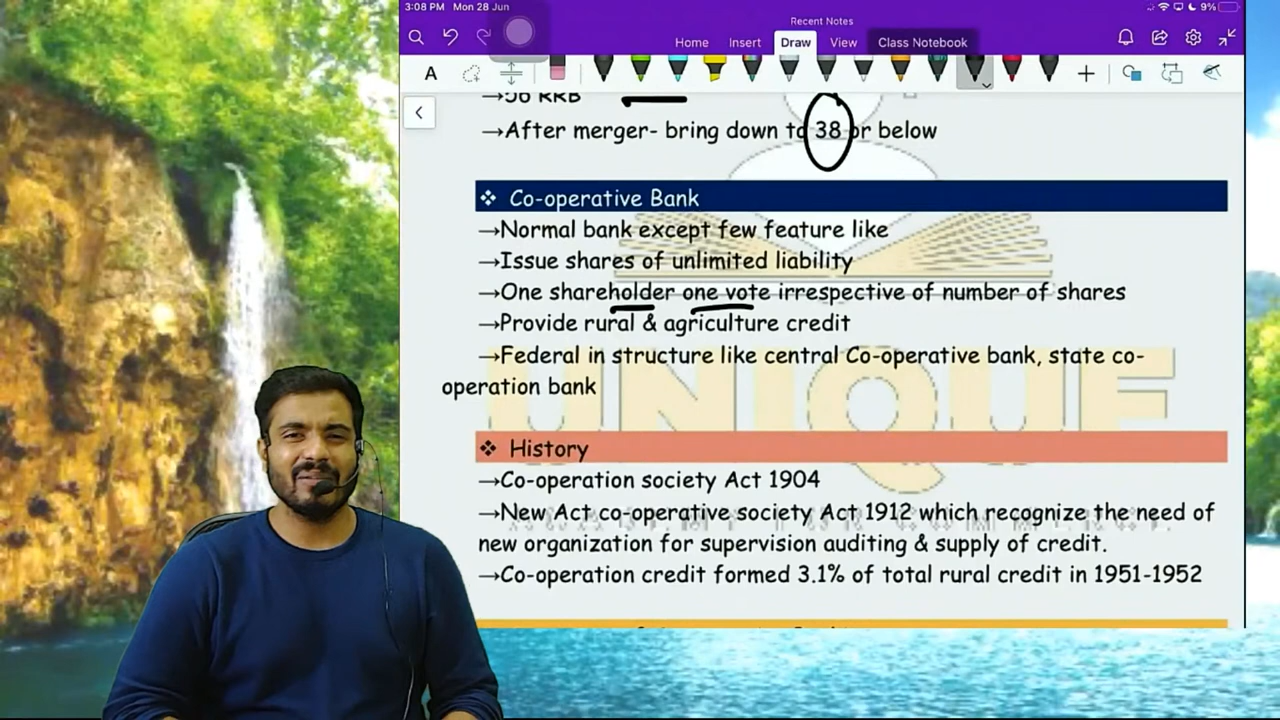 3:08 PM Mon 28 Jun
9%
Recent Notes
Home Insert Draw View Class Notebook
A
→56 RRB
→After merger- bring down to 38 or below
❖ Co-operative Bank
→Normal bank except few feature like
→Issue shares of unlimited liability
→One shareholder one vote irrespective of number of shares
→Provide rural & agriculture credit
→Federal in structure like central Co-operative bank, state co-
operation bank
UNIQUE
❖ History
→Co-operation society Act 1904
→New Act co-operative society Act 1912 which recognize the need of
new organization for supervision auditing & supply of credit.
→Co-operation credit formed 3.1% of total rural credit in 1951-1952